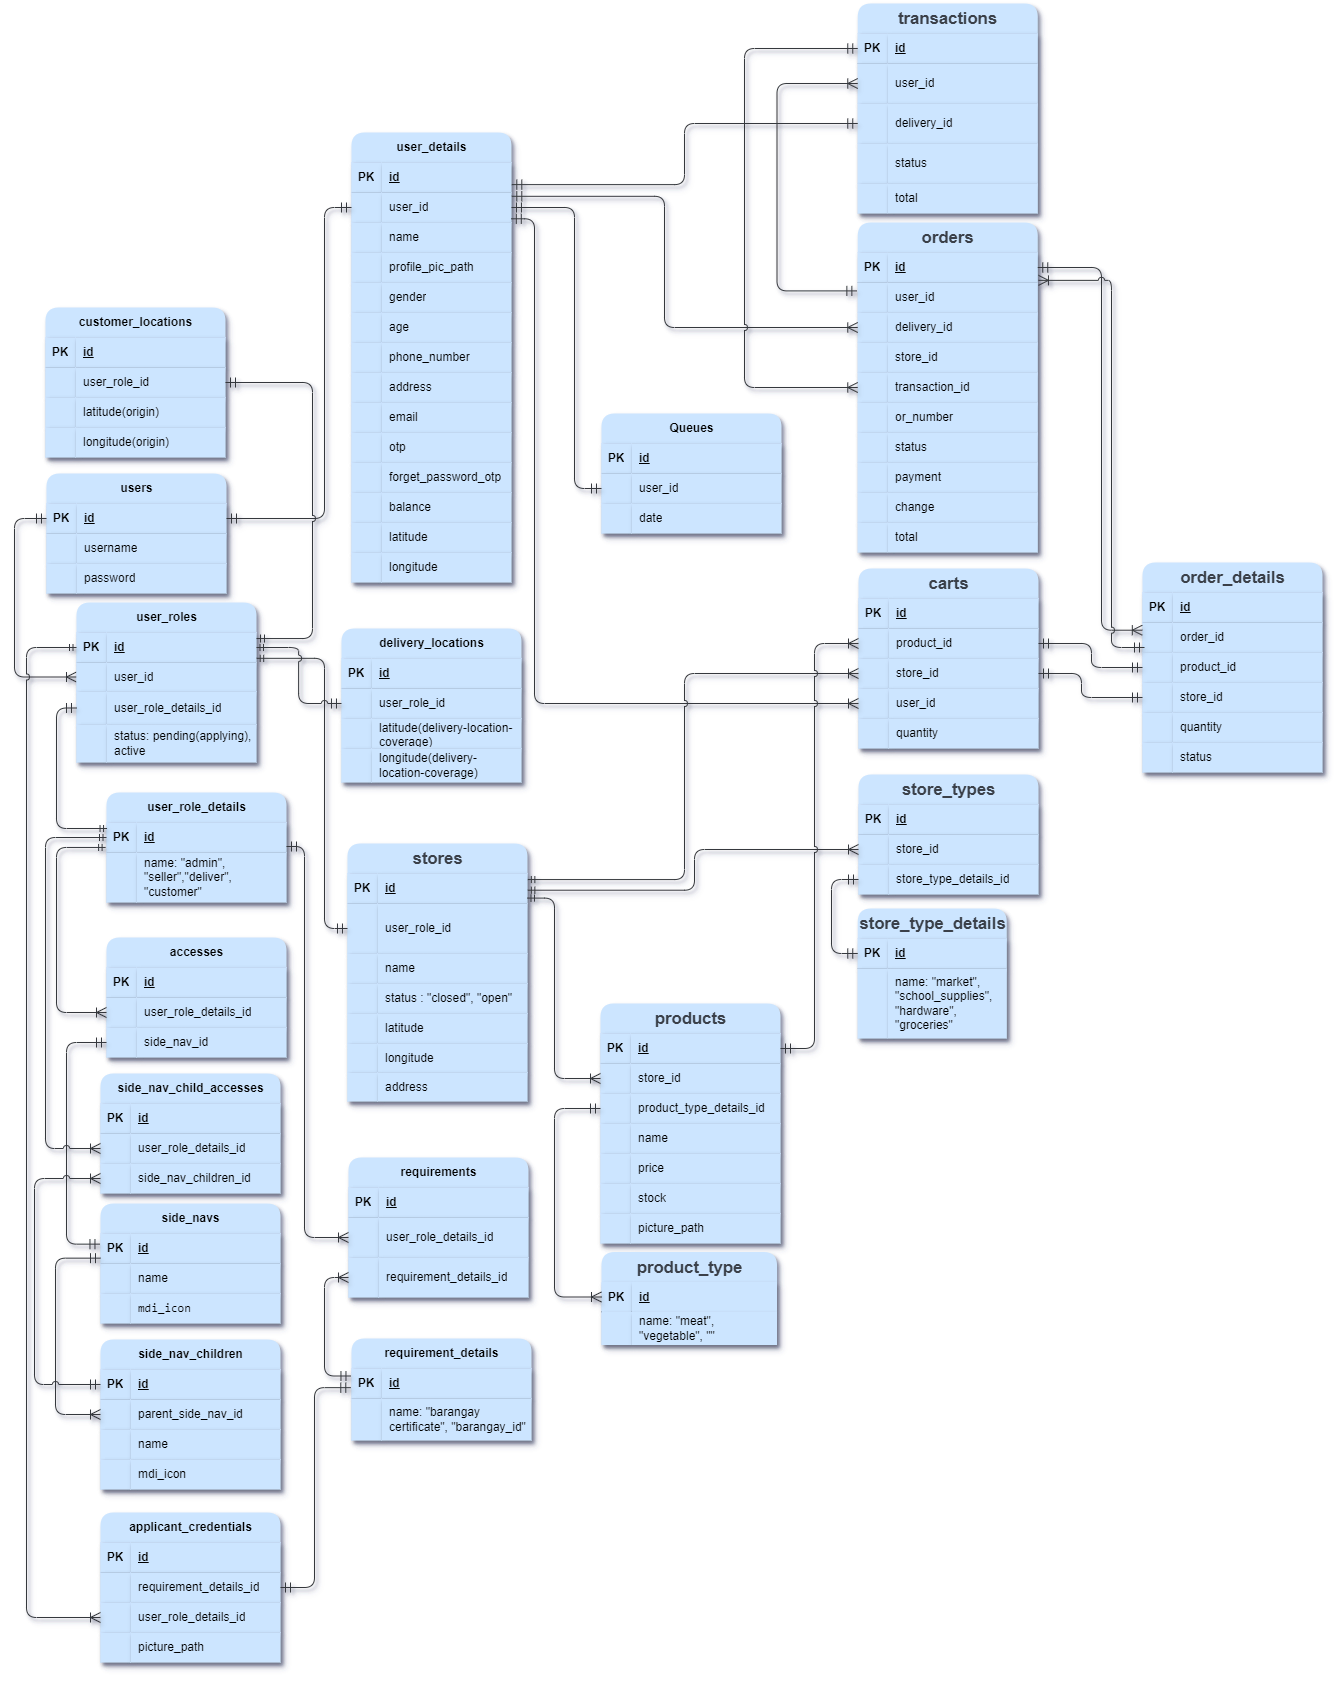 transactions
PK id
user_id
delivery_id
status
total
user_details
PK id
user_id
name
profile_pic_path
gender
age
phone_number
address
email
otp
forget_password_otp
balance
latitude
longitude
orders
PK id
user_id
delivery_id
store_id
transaction_id
or_number
status
payment
change
total
customer_locations
PK id
user_role_id
latitude(origin)
longitude(origin)
Queues
PK id
user_id
date
users
PK id
username
password
carts
PK id
product_id
store_id
user_id
quantity
order_details
PK id
order_id
product_id
store_id
quantity
status
user_roles
PK id
user_id
user_role_details_id
status: pending(applying),
active
delivery_locations
PK id
user_role_id
latitude(delivery-location-
coverage)
longitude(delivery-
location-coverage)
store_types
PK id
store_id
store_type_details_id
user_role_details
PK id
name: "admin",
"seller","deliver",
"customer"
stores
PK id
user_role_id
name
status : "closed", "open"
latitude
longitude
address
store_type_details
PK id
name: "market",
"school_supplies",
"hardware",
"groceries"
accesses
PK id
user_role_details_id
side_nav_id
products
PK id
store_id
product_type_details_id
name
price
stock
picture_path
side_nav_child_accesses
PK id
user_role_details_id
side_nav_children_id
requirements
PK id
user_role_details_id
requirement_details_id
side_navs
PK id
name
mdi_icon
product_type
PK id
name: "meat",
"vegetable", ""
side_nav_children
PK id
parent_side_nav_id
name
mdi_icon
requirement_details
PK id
name: "barangay
certificate", "barangay_id"
applicant_credentials
PK id
requirement_details_id
user_role_details_id
picture_path